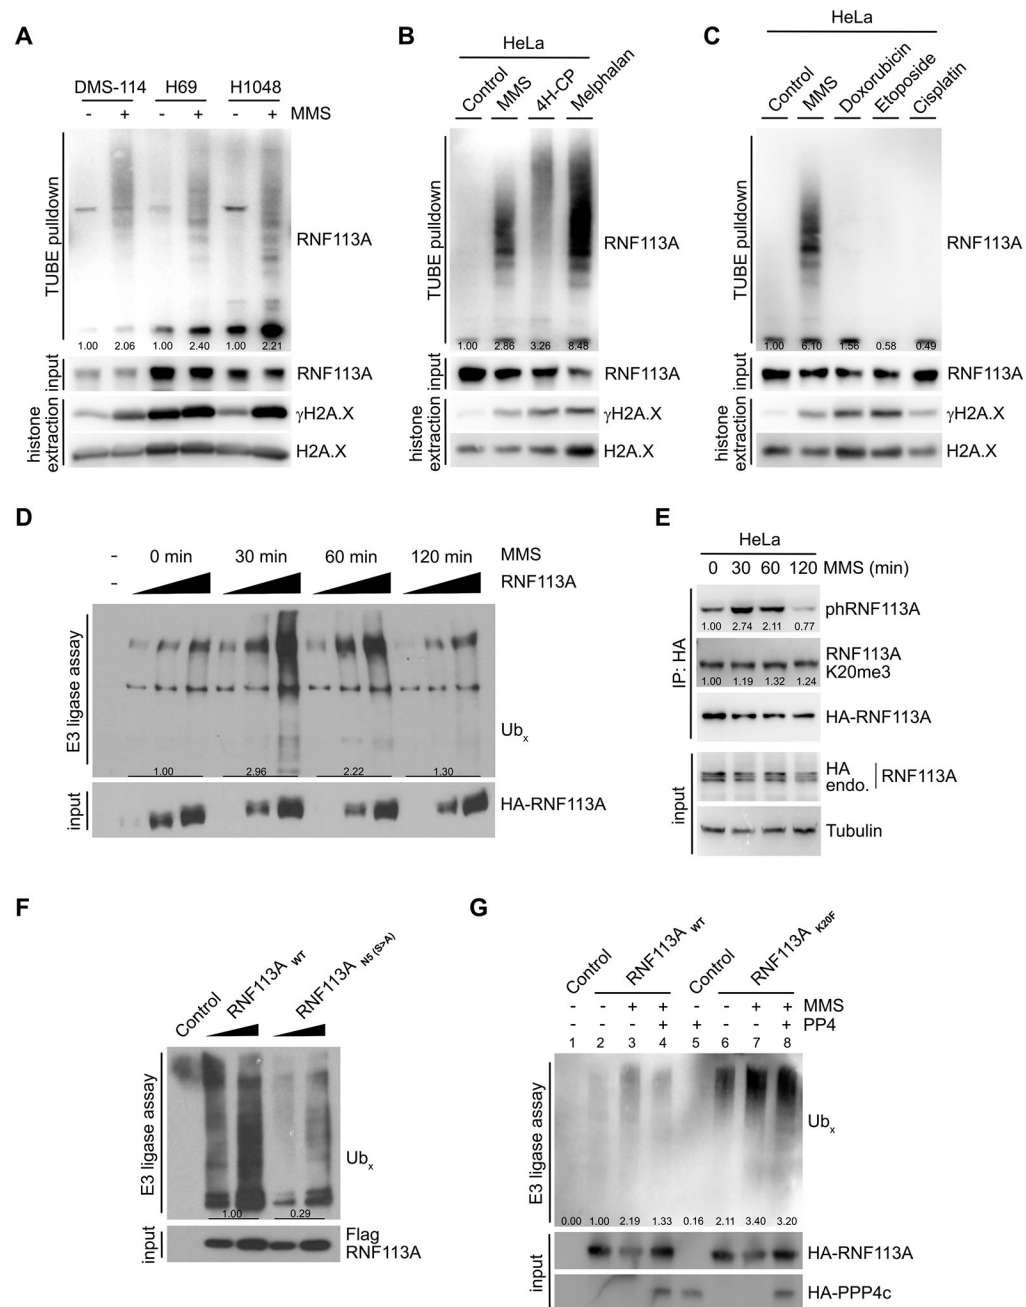 A
DMS-114 H69 H1048
- + - + - + MMS
TUBE pulldown
RNF113A
1.00 2.06 1.00 2.40 1.00 2.21
input
RNF113A
histone extraction
γH2A.X
H2A.X
B
HeLa
Control MMS 4H-CP Melphalan
TUBE pulldown
RNF113A
1.00 2.86 3.26 8.48
input
RNF113A
histone extraction
γH2A.X
H2A.X
C
HeLa
Control MMS Doxorubicin Etoposide Cisplatin
TUBE pulldown
RNF113A
1.00 6.10 1.56 0.58 0.49
input
RNF113A
histone extraction
γH2A.X
H2A.X
D
- 0 min 30 min 60 min 120 min MMS
- RNF113A
E3 ligase assay
Ubx
1.00 2.96 2.22 1.30
input
HA-RNF113A
E
HeLa
0 30 60 120 MMS (min)
IP: HA
phRNF113A
1.00 2.74 2.11 0.77
RNF113A
K20me3
1.00 1.19 1.32 1.24
HA-RNF113A
input
HA
endo.
RNF113A
Tubulin
F
Control RNF113A WT RNF113A N5 (S>A)
E3 ligase assay
Ubx
1.00 0.29
input
Flag
RNF113A
G
Control RNF113A WT Control RNF113A K20F
- - + + - - + + MMS
- - - + + - - + PP4
1 2 3 4 5 6 7 8
E3 ligase assay
Ubx
0.00 1.00 2.19 1.33 0.16 2.11 3.40 3.20
input
HA-RNF113A
HA-PPP4c